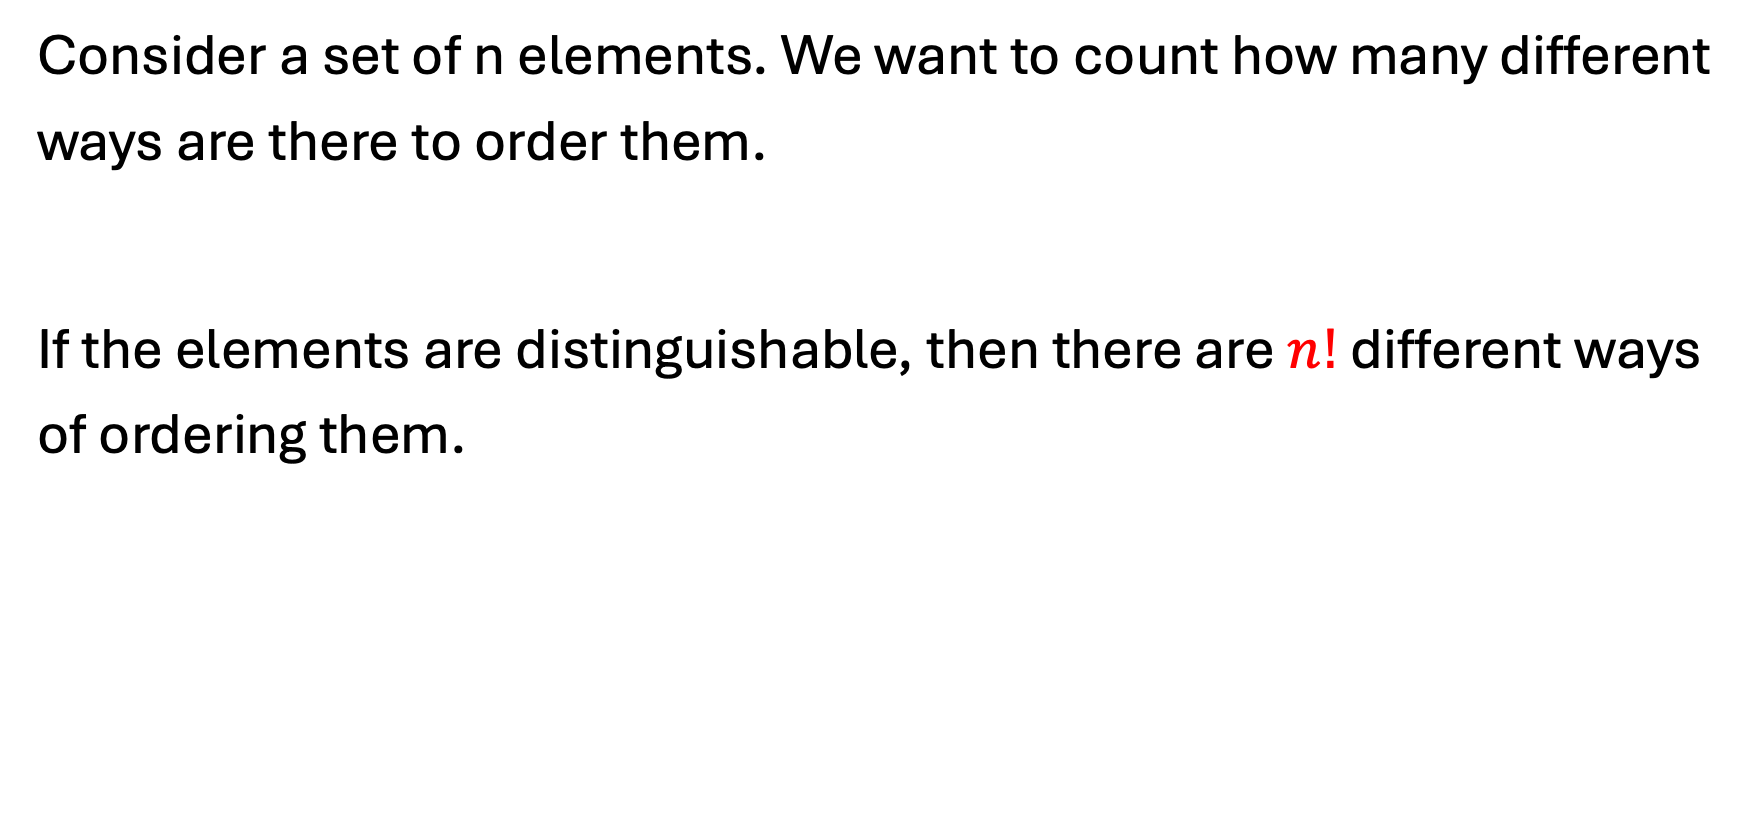 Consider a set of n elements. We want to count how many different
ways are there to order them.
If the elements are distinguishable, then there are n! different ways
of ordering them.